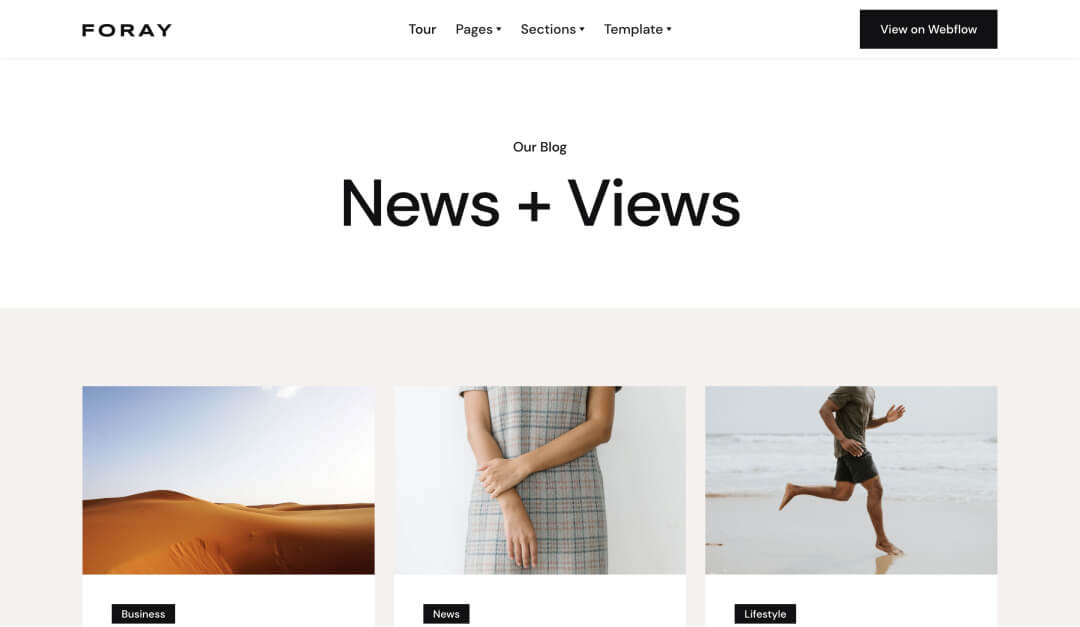 FORAY
Tour Pages Sections Template
View on Webflow
Our Blog
News + Views
Business
News
Lifestyle